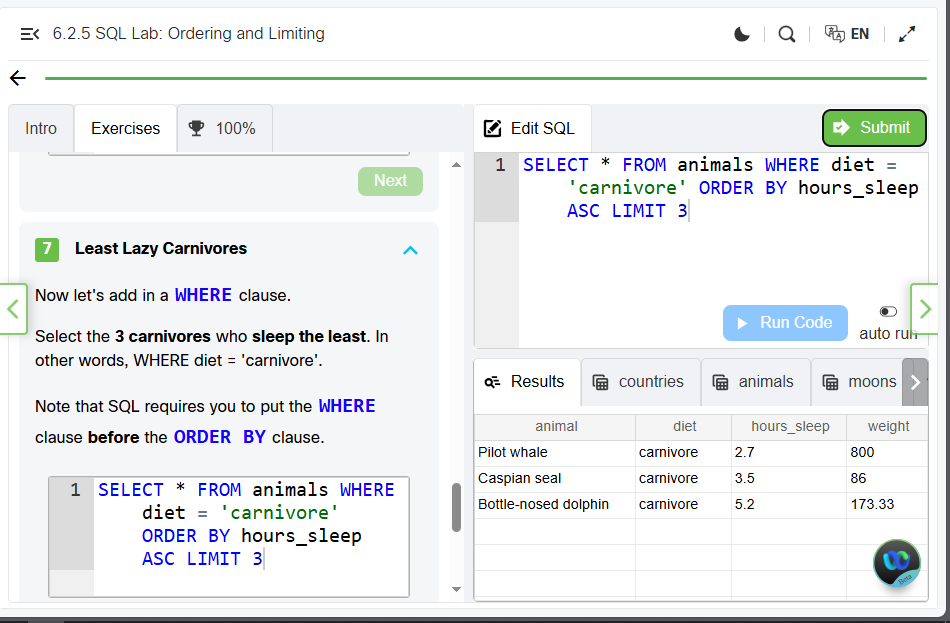 6.2.5 SQL Lab: Ordering and Limiting
EN
Intro
Exercises
100%
Next
7 Least Lazy Carnivores
Now let's add in a WHERE clause.
Select the 3 carnivores who sleep the least. In
other words, WHERE diet = 'carnivore'.
Note that SQL requires you to put the WHERE
clause before the ORDER BY clause.
1 SELECT * FROM animals WHERE
diet = 'carnivore'
ORDER BY hours_sleep
ASC LIMIT 3
Edit SQL
Submit
1 SELECT * FROM animals WHERE diet =
'carnivore' ORDER BY hours_sleep
ASC LIMIT 3
Run Code
auto run
Results
countries
animals
moons
animal diet hours_sleep weight
Pilot whale carnivore 2.7 800
Caspian seal carnivore 3.5 86
Bottle-nosed dolphin carnivore 5.2 173.33
Beta